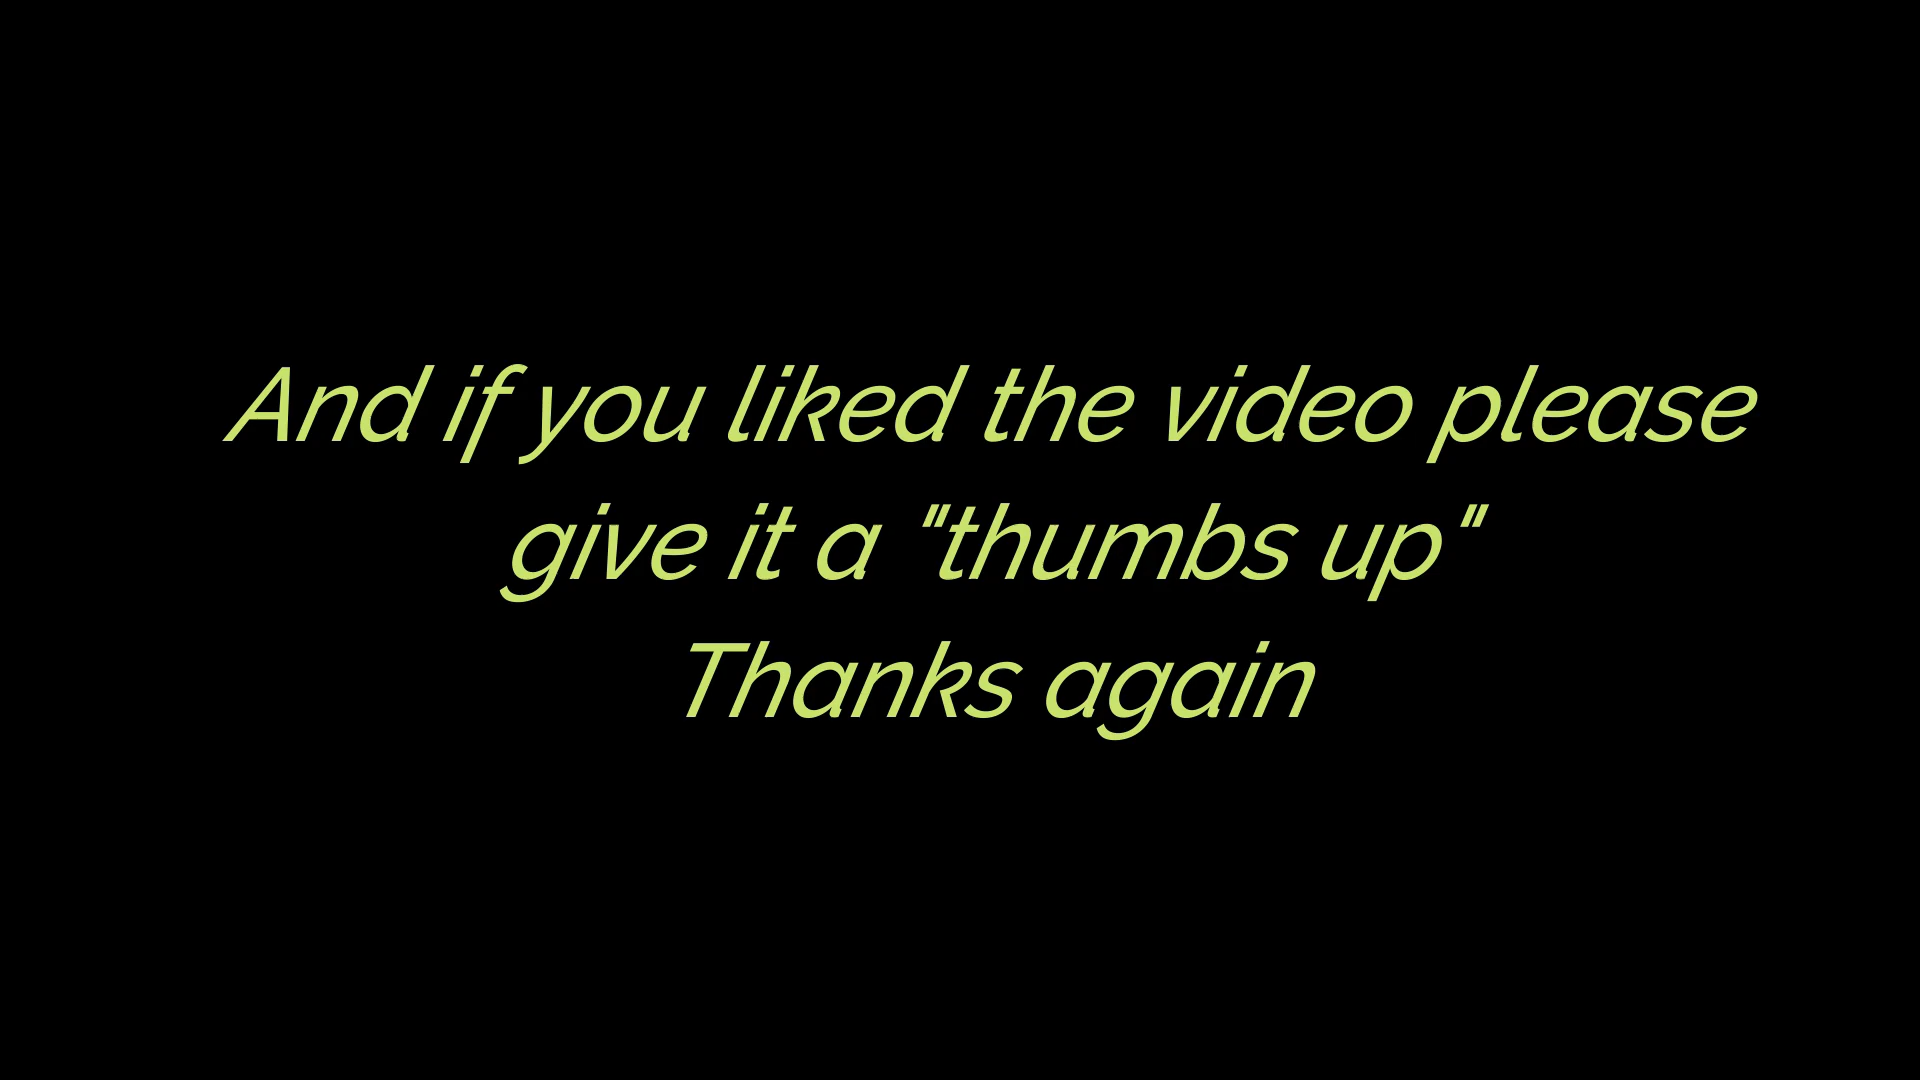 And if you liked the video please
give it a "thumbs up"
Thanks again